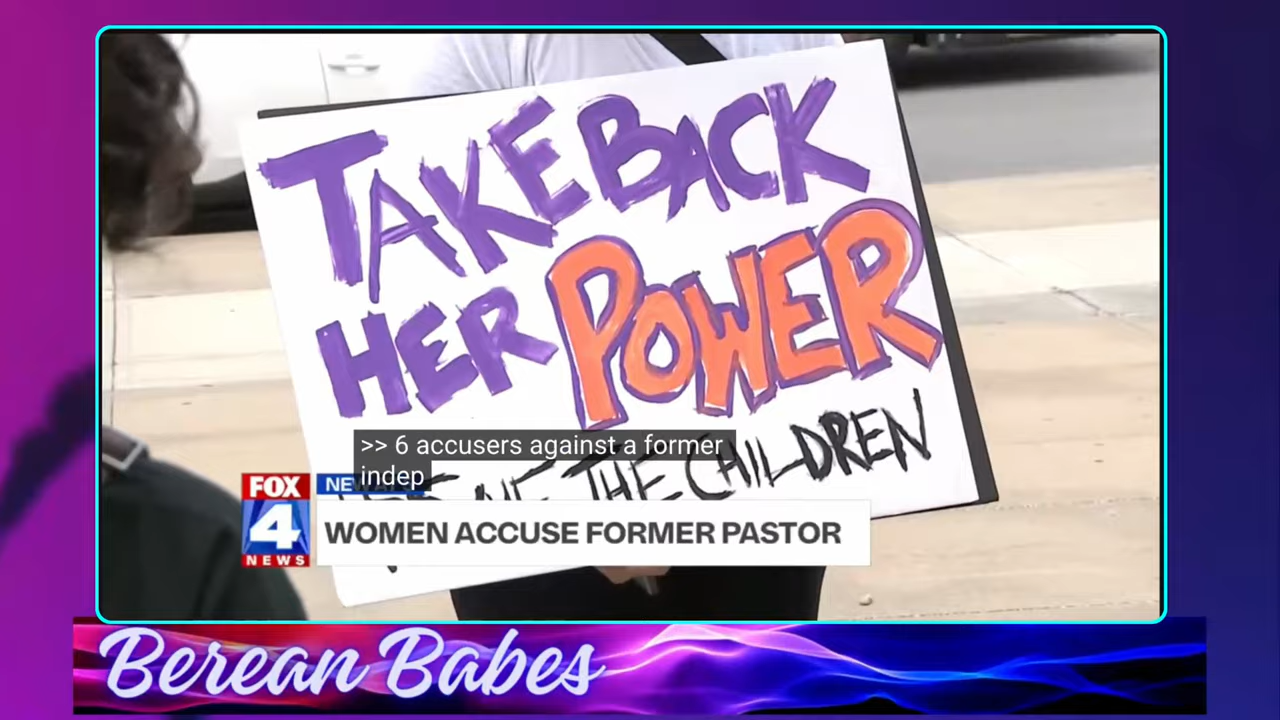 TAKE BACK
HER POWER
THE CHILDREN
>> 6 accusers against a former
indep
FOX
4
NEWS
WOMEN ACCUSE FORMER PASTOR
Berean Babes